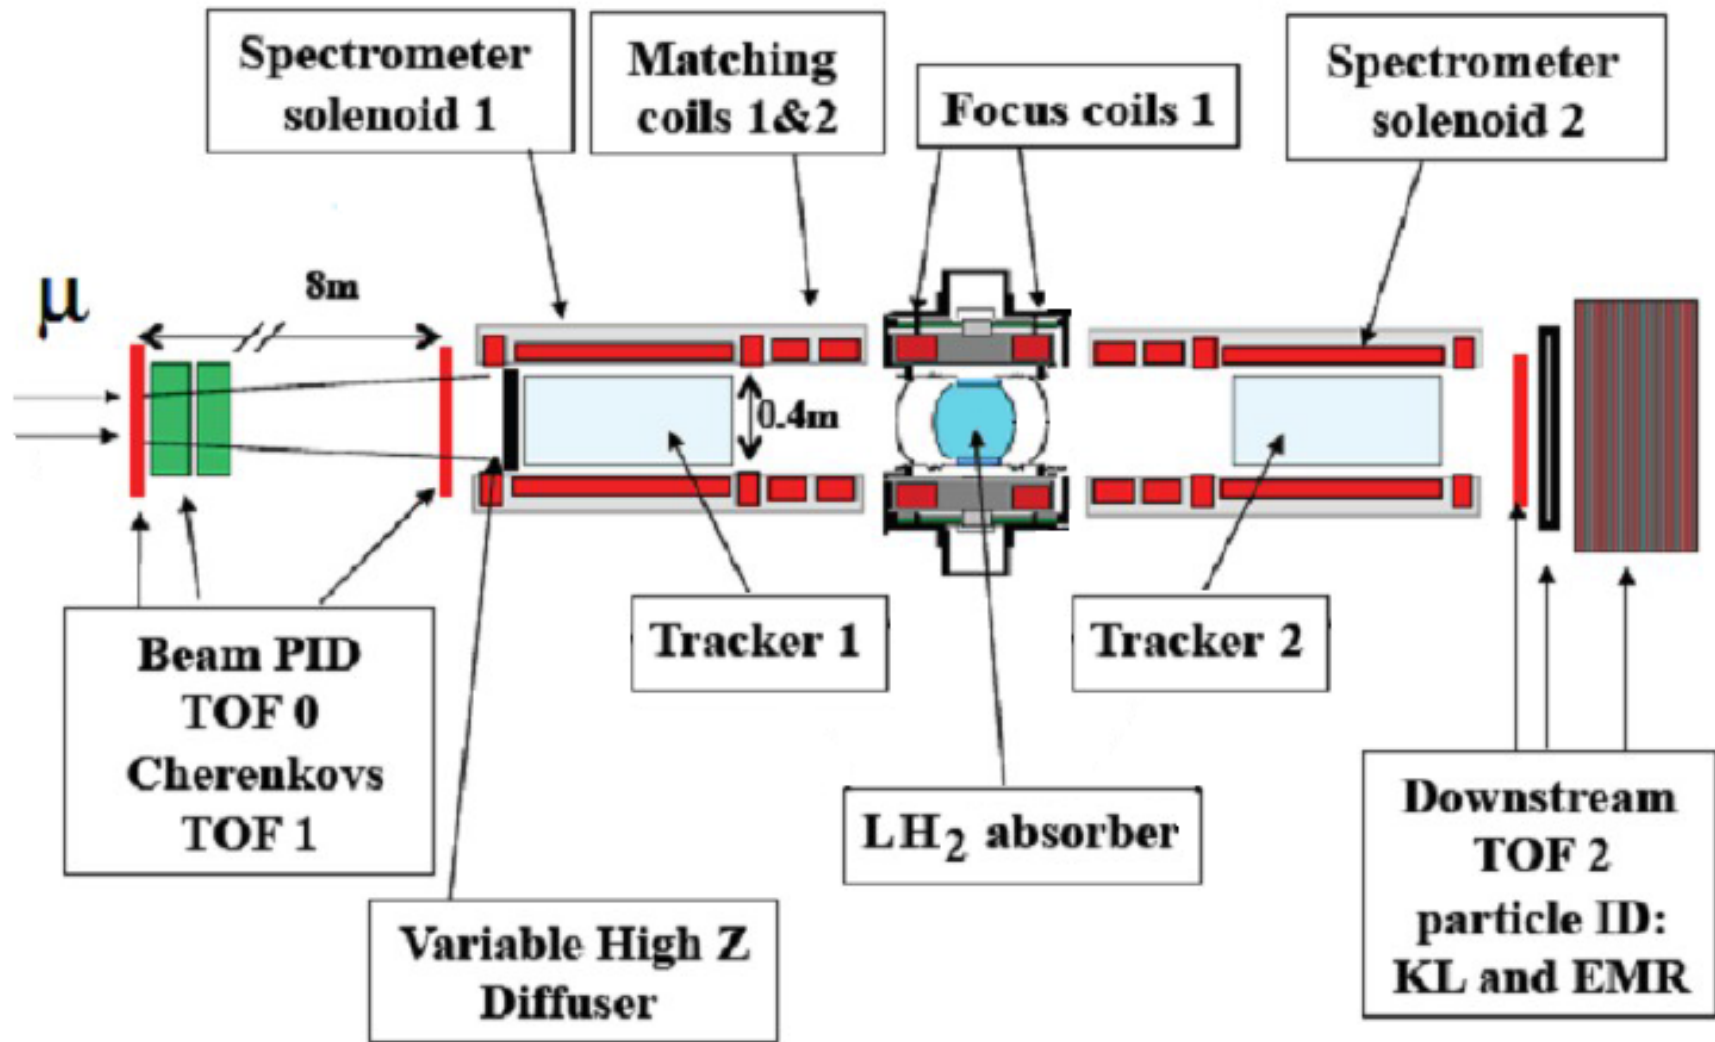 Spectrometer
solenoid 1
Matching
coils 1&2
Focus coils 1
Spectrometer
solenoid 2
μ
8m
0.4m
Tracker 1
Tracker 2
Beam PID
TOF 0
Cherenkovs
TOF 1
LH₂ absorber
Variable High Z
Diffuser
Downstream
TOF 2
particle ID:
KL and EMR